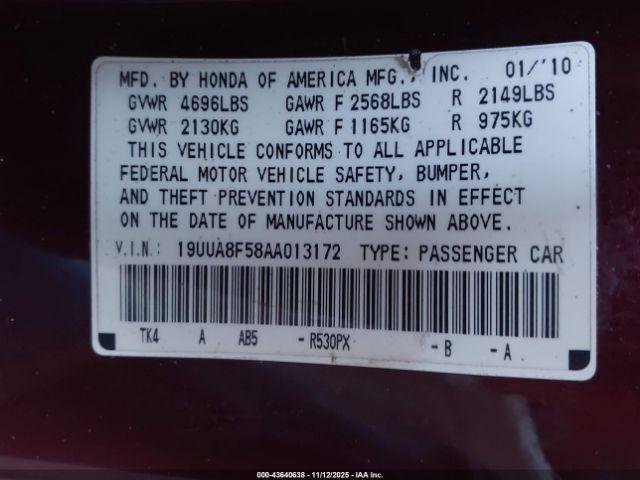 MFD. BY HONDA OF AMERICA MFG., INC. 01/'10
GVWR 4696LBS GAWR F 2568LBS R 2149LBS
GVWR 2130KG GAWR F 1165KG R 975KG
THIS VEHICLE CONFORMS TO ALL APPLICABLE
FEDERAL MOTOR VEHICLE SAFETY, BUMPER,
AND THEFT PREVENTION STANDARDS IN EFFECT
ON THE DATE OF MANUFACTURE SHOWN ABOVE.
V.I.N.: 19UUA8F58AA013172 TYPE: PASSENGER CAR
TK4 A AB5 - R530PX - B - A
000-43640638 - 11/12/2025 - IAA Inc.